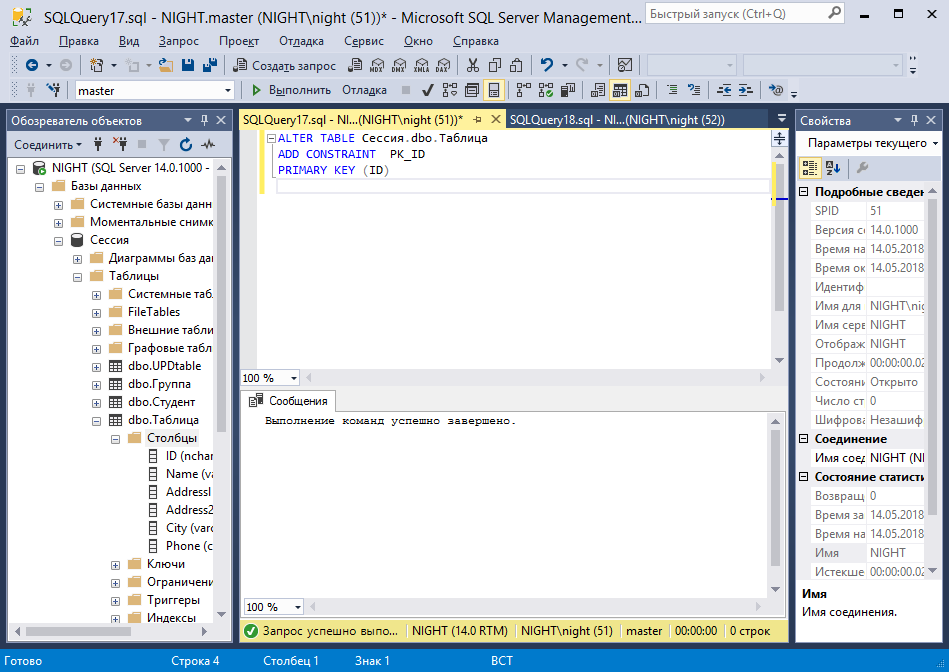 SQLQuery17.sql - NIGHT.master (NIGHT\night (51))* - Microsoft SQL Server Management...
Быстрый запуск (Ctrl+Q)
Файл Правка Вид Запрос Проект Отладка Сервис Окно Справка
Создать запрос MDX DMX XMLA DAX
master Выполнить Отладка
Обозреватель объектов
Соединить
NIGHT (SQL Server 14.0.1000 -
Базы данных
Системные базы данн
Моментальные снимк
Сессия
Диаграммы баз да
Таблицы
Системные таб
FileTables
Внешние табли
Графовые табл
dbo.UPDtable
dbo.Группа
dbo.Студент
dbo.Таблица
Столбцы
ID (nchar
Name (va
Address
Address2
City (varc
Phone (c
Ключи
Ограничени
Триггеры
Индексы
SQLQuery17.sql - NI...(NIGHT\night (51))* SQLQuery18.sql - NI...(NIGHT\night (52))
ALTER TABLE Сессия.dbo.Таблица
ADD CONSTRAINT PK_ID
PRIMARY KEY (ID)
100 %
Сообщения
Выполнение команд успешно завершено.
100 %
Запрос успешно выпо... NIGHT (14.0 RTM) NIGHT\night (51) master 00:00:00 0 строк
Свойства
Параметры текущего
Подробные сведен
SPID 51
Версия се 14.0.1000
Время на 14.05.2018
Время ок 14.05.2018
Идентиф
Имя для NIGHT\nig
Имя серв NIGHT
Отображ NIGHT
Продолж 00:00:00.02
Состояни Открыто
Число ст 0
Шифрова Незашиф
Соединение
Имя соед NIGHT (NI
Состояние статисти
Возвращ 0
Время за 14.05.2018
Время на 14.05.2018
Имя NIGHT
Истекше 00:00:00.02
Имя
Имя соединения.
Готово Строка 4 Столбец 1 Знак 1 ВСТ